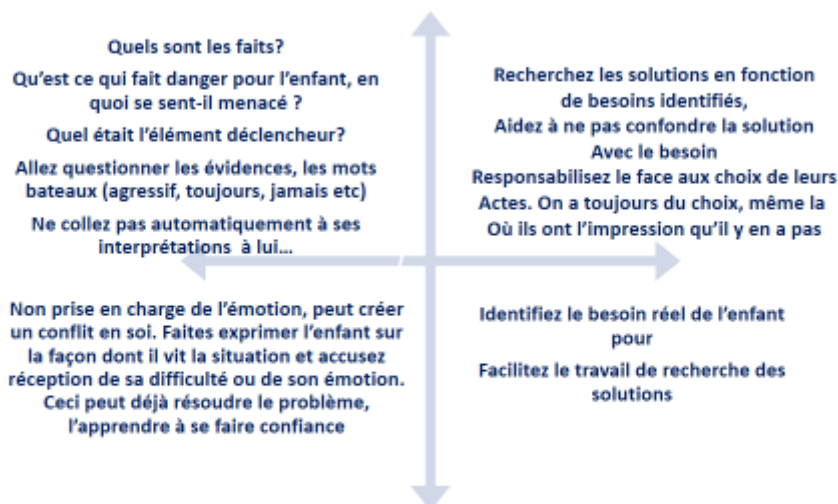 Quels sont les faits?
Qu'est ce qui fait danger pour l'enfant, en
quoi se sent-il menacé ?
Quel était l'élément déclencheur?
Allez questionner les évidences, les mots
bateaux (agressif, toujours, jamais etc)
Ne collez pas automatiquement à ses
interprétations à lui...
Recherchez les solutions en fonction
de besoins identifiés,
Aidez à ne pas confondre la solution
Avec le besoin
Responsabilisez le face aux choix de leurs
Actes. On a toujours du choix, même la
Où ils ont l'impression qu'il y en a pas
Non prise en charge de l'émotion, peut créer
un conflit en soi. Faites exprimer l'enfant sur
la façon dont il vit la situation et accusez
réception de sa difficulté ou de son émotion.
Ceci peut déjà résoudre le problème,
l'apprendre à se faire confiance
Identifiez le besoin réel de l'enfant
pour
Facilitez le travail de recherche des
solutions